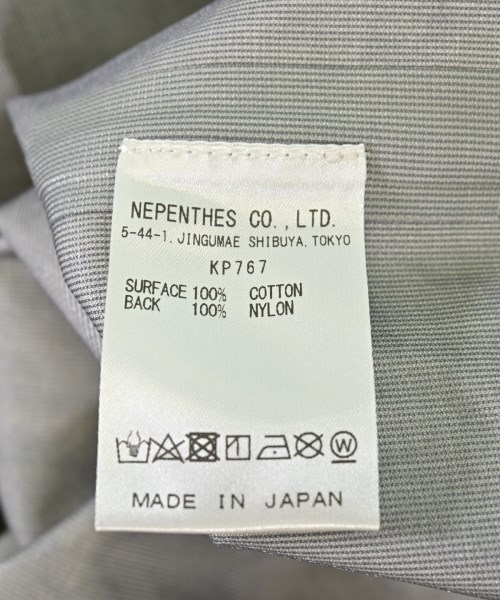 NEPENTHES CO., LTD.
5-44-1, JINGUMAE SHIBUYA, TOKYO
KP767
SURFACE 100% COTTON
BACK 100% NYLON
W
MADE IN JAPAN